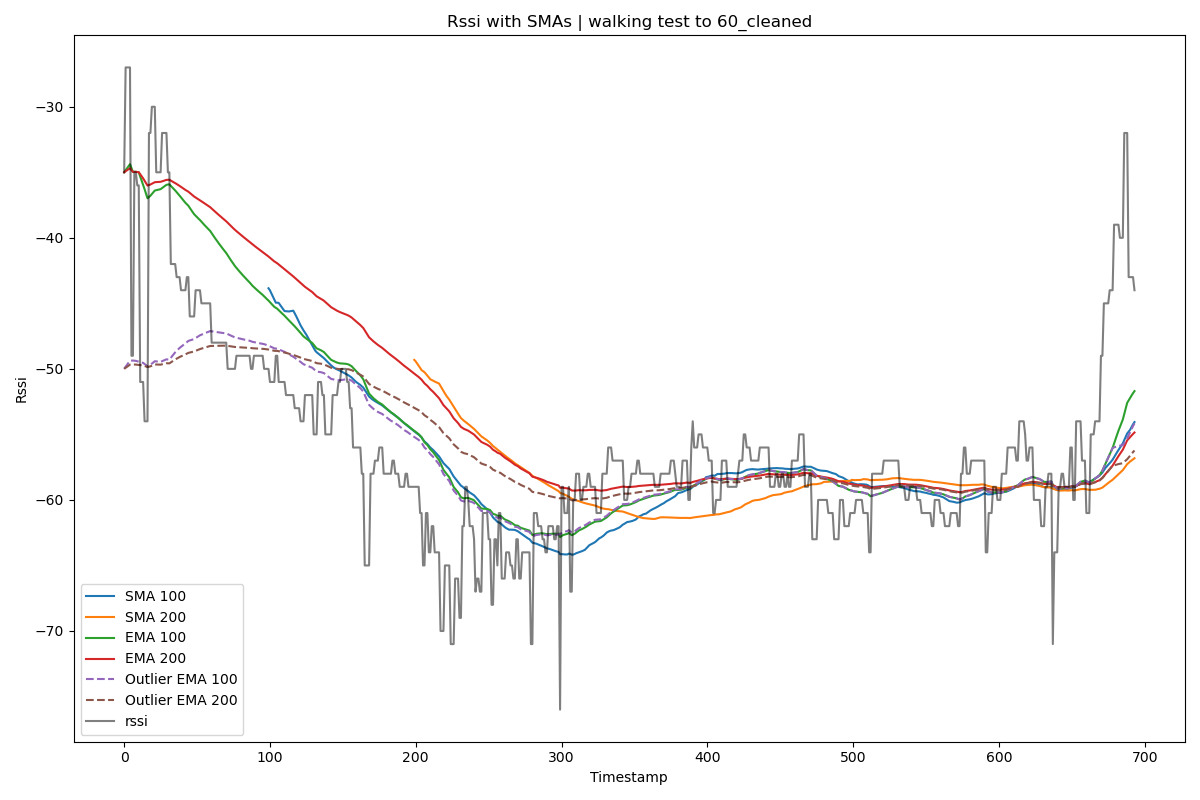 Rssi with SMAs | walking test to 60_cleaned
Rssi
−30
−40
−50
−60
−70
SMA 100
SMA 200
EMA 100
EMA 200
Outlier EMA 100
Outlier EMA 200
rssi
0 100 200 300 400 500 600 700
Timestamp